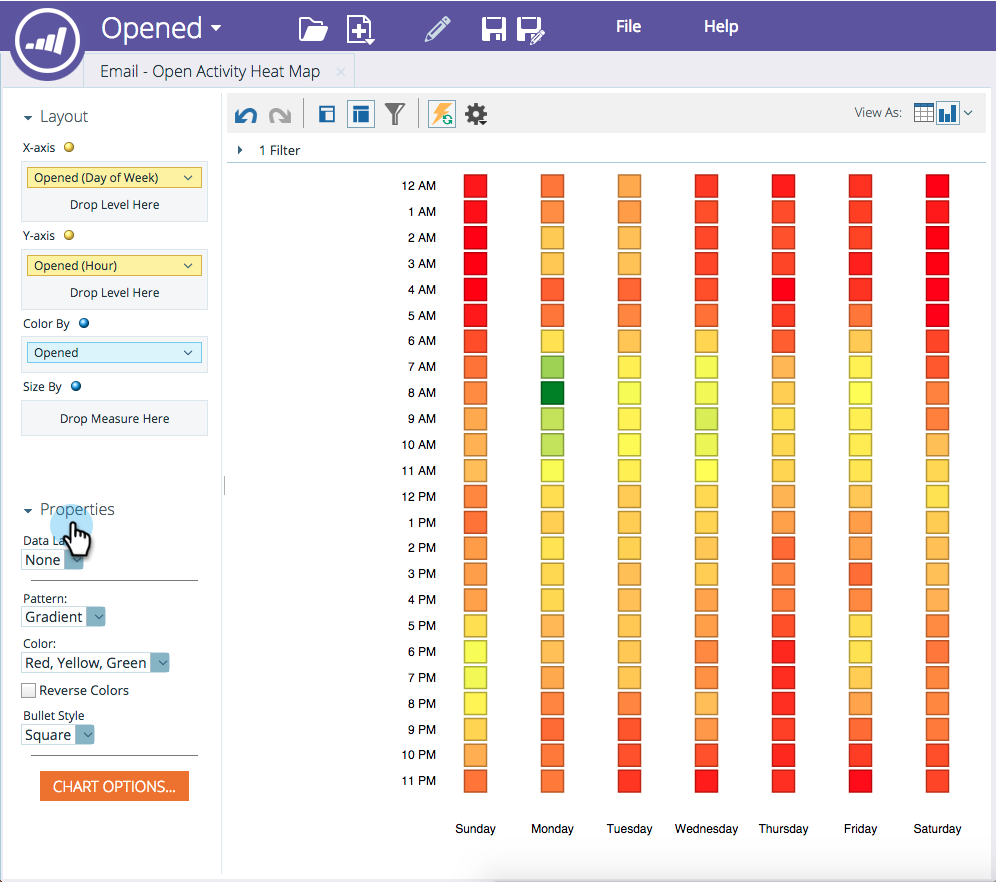 Opened
File
Help
Email - Open Activity Heat Map ×
Layout
View As:
1 Filter
X-axis
Opened (Day of Week)
Drop Level Here
Y-axis
Opened (Hour)
Drop Level Here
Color By
Opened
Size By
Drop Measure Here
Properties
Data La
None
Pattern:
Gradient
Color:
Red, Yellow, Green
Reverse Colors
Bullet Style
Square
CHART OPTIONS...
12 AM
1 AM
2 AM
3 AM
4 AM
5 AM
6 AM
7 AM
8 AM
9 AM
10 AM
11 AM
12 PM
1 PM
2 PM
3 PM
4 PM
5 PM
6 PM
7 PM
8 PM
9 PM
10 PM
11 PM
Sunday Monday Tuesday Wednesday Thursday Friday Saturday